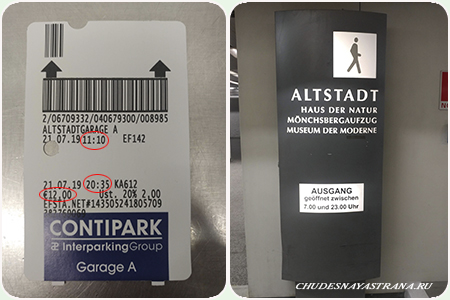 2/06709332/040679300/008985
ALTSTADTGARAGE A
21.07.19 11:10 EF142
21.07.19 20:35 KA612
€12,00 Ust. 20% 2,00
EFSTA.NET#143505241805709
CONTIPARK
InterparkingGroup
Garage A
ALTSTADT
HAUS DER NATUR
MÖNCHSBERGAUFZUG
MUSEUM DER MODERNE
AUSGANG
geöffnet zwischen
7.00 und 23.00 Uhr
NO
CHUDESNAYASTRANA.RU